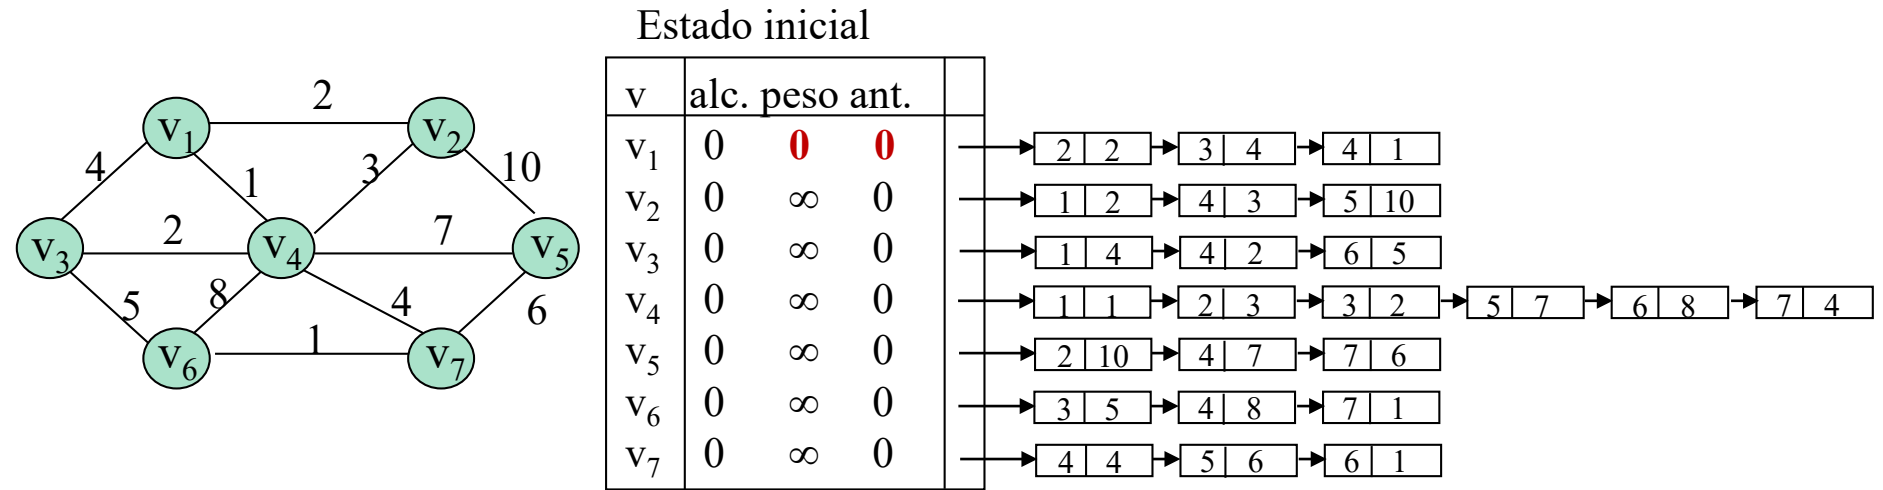 Estado inicial
v alc. peso ant.
v1 0 0 0 2 2 3 4 4 1
v2 0 ∞ 0 1 2 4 3 5 10
v3 0 ∞ 0 1 4 4 2 6 5
v4 0 ∞ 0 1 1 2 3 3 2 5 7 6 8 7 4
v5 0 ∞ 0 2 10 4 7 7 6
v6 0 ∞ 0 3 5 4 8 7 1
v7 0 ∞ 0 4 4 5 6 6 1
2
v1 v2
4 1 3 10
2 7
v3 v4 v5
5 8 4 6
1
v6 v7